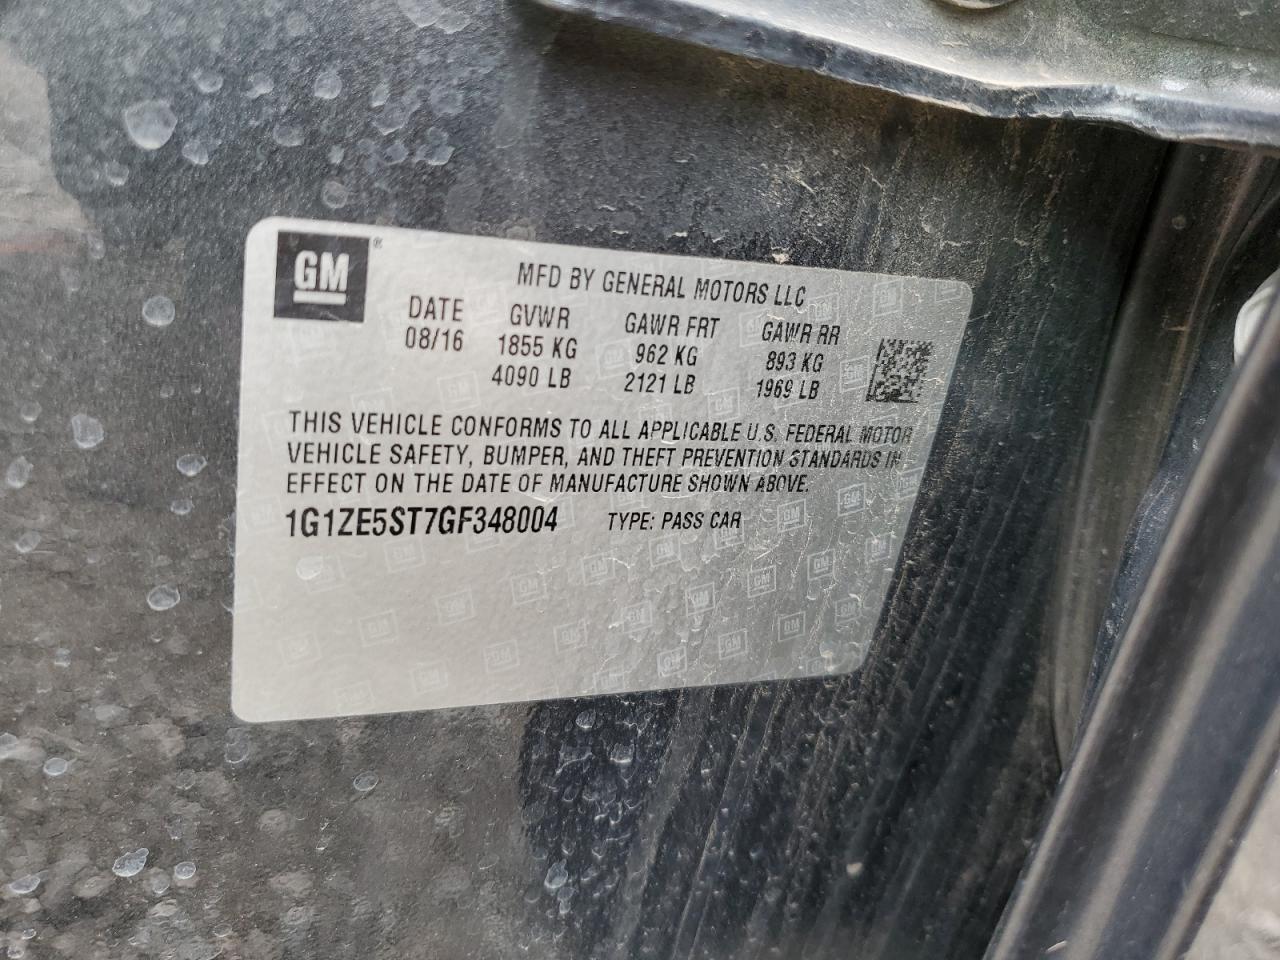 GM®
MFD BY GENERAL MOTORS LLC
DATE GVWR GAWR FRT GAWR RR
08/16 1855 KG 962 KG 893 KG
4090 LB 2121 LB 1969 LB
THIS VEHICLE CONFORMS TO ALL APPLICABLE U.S. FEDERAL MOTOR
VEHICLE SAFETY, BUMPER, AND THEFT PREVENTION STANDARDS IN
EFFECT ON THE DATE OF MANUFACTURE SHOWN ABOVE.
1G1ZE5ST7GF348004 TYPE: PASS CAR